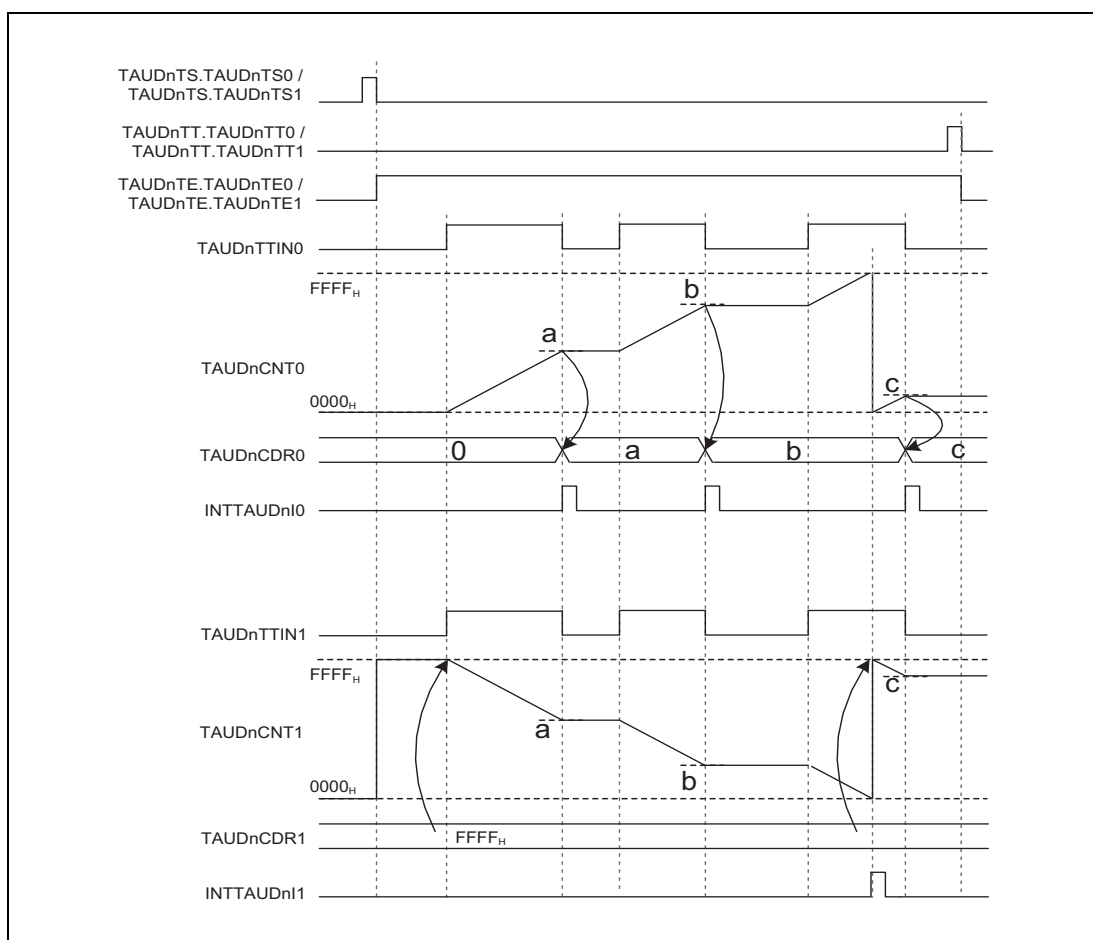 TAUDnTS.TAUDnTS0 /
TAUDnTS.TAUDnTS1
TAUDnTT.TAUDnTT0 /
TAUDnTT.TAUDnTT1
TAUDnTE.TAUDnTE0 /
TAUDnTE.TAUDnTE1
TAUDnTTIN0
FFFFH
b
a
TAUDnCNT0
c
0000H
TAUDnCDR0
0
a
b
c
INTTAUDnI0
TAUDnTTIN1
FFFFH
c
TAUDnCNT1
a
b
0000H
TAUDnCDR1
FFFFH
INTTAUDnI1